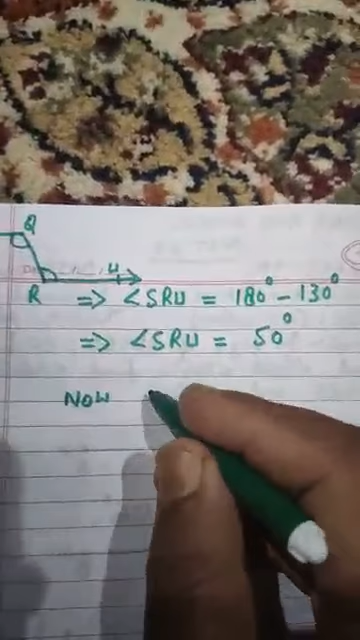 Q
U
R => ∠SRU = 180° - 130°
=> ∠SRU = 50°
NOW